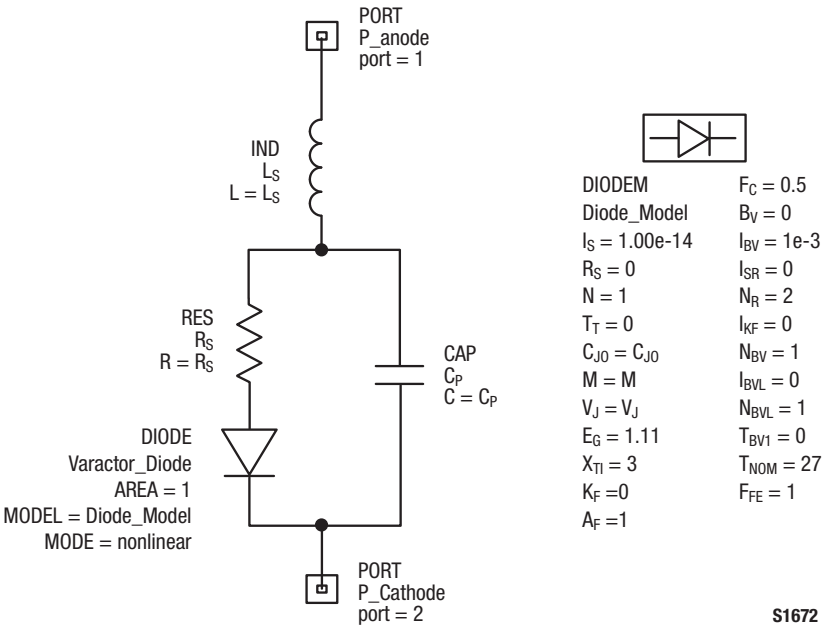 PORT
P_anode
port = 1
IND
L_S
L = L_S
RES
R_S
R = R_S
CAP
C_P
C = C_P
DIODE
Varactor_Diode
AREA = 1
MODEL = Diode_Model
MODE = nonlinear
PORT
P_Cathode
port = 2
DIODEM
Diode_Model
I_S = 1.00e-14
R_S = 0
N = 1
T_T = 0
C_JO = C_JO
M = M
V_J = V_J
E_G = 1.11
X_TI = 3
K_F =0
A_F =1
F_C = 0.5
B_V = 0
I_BV = 1e-3
I_SR = 0
N_R = 2
I_KF = 0
N_BV = 1
I_BVL = 0
N_BVL = 1
T_BV1 = 0
T_NOM = 27
F_FE = 1
S1672